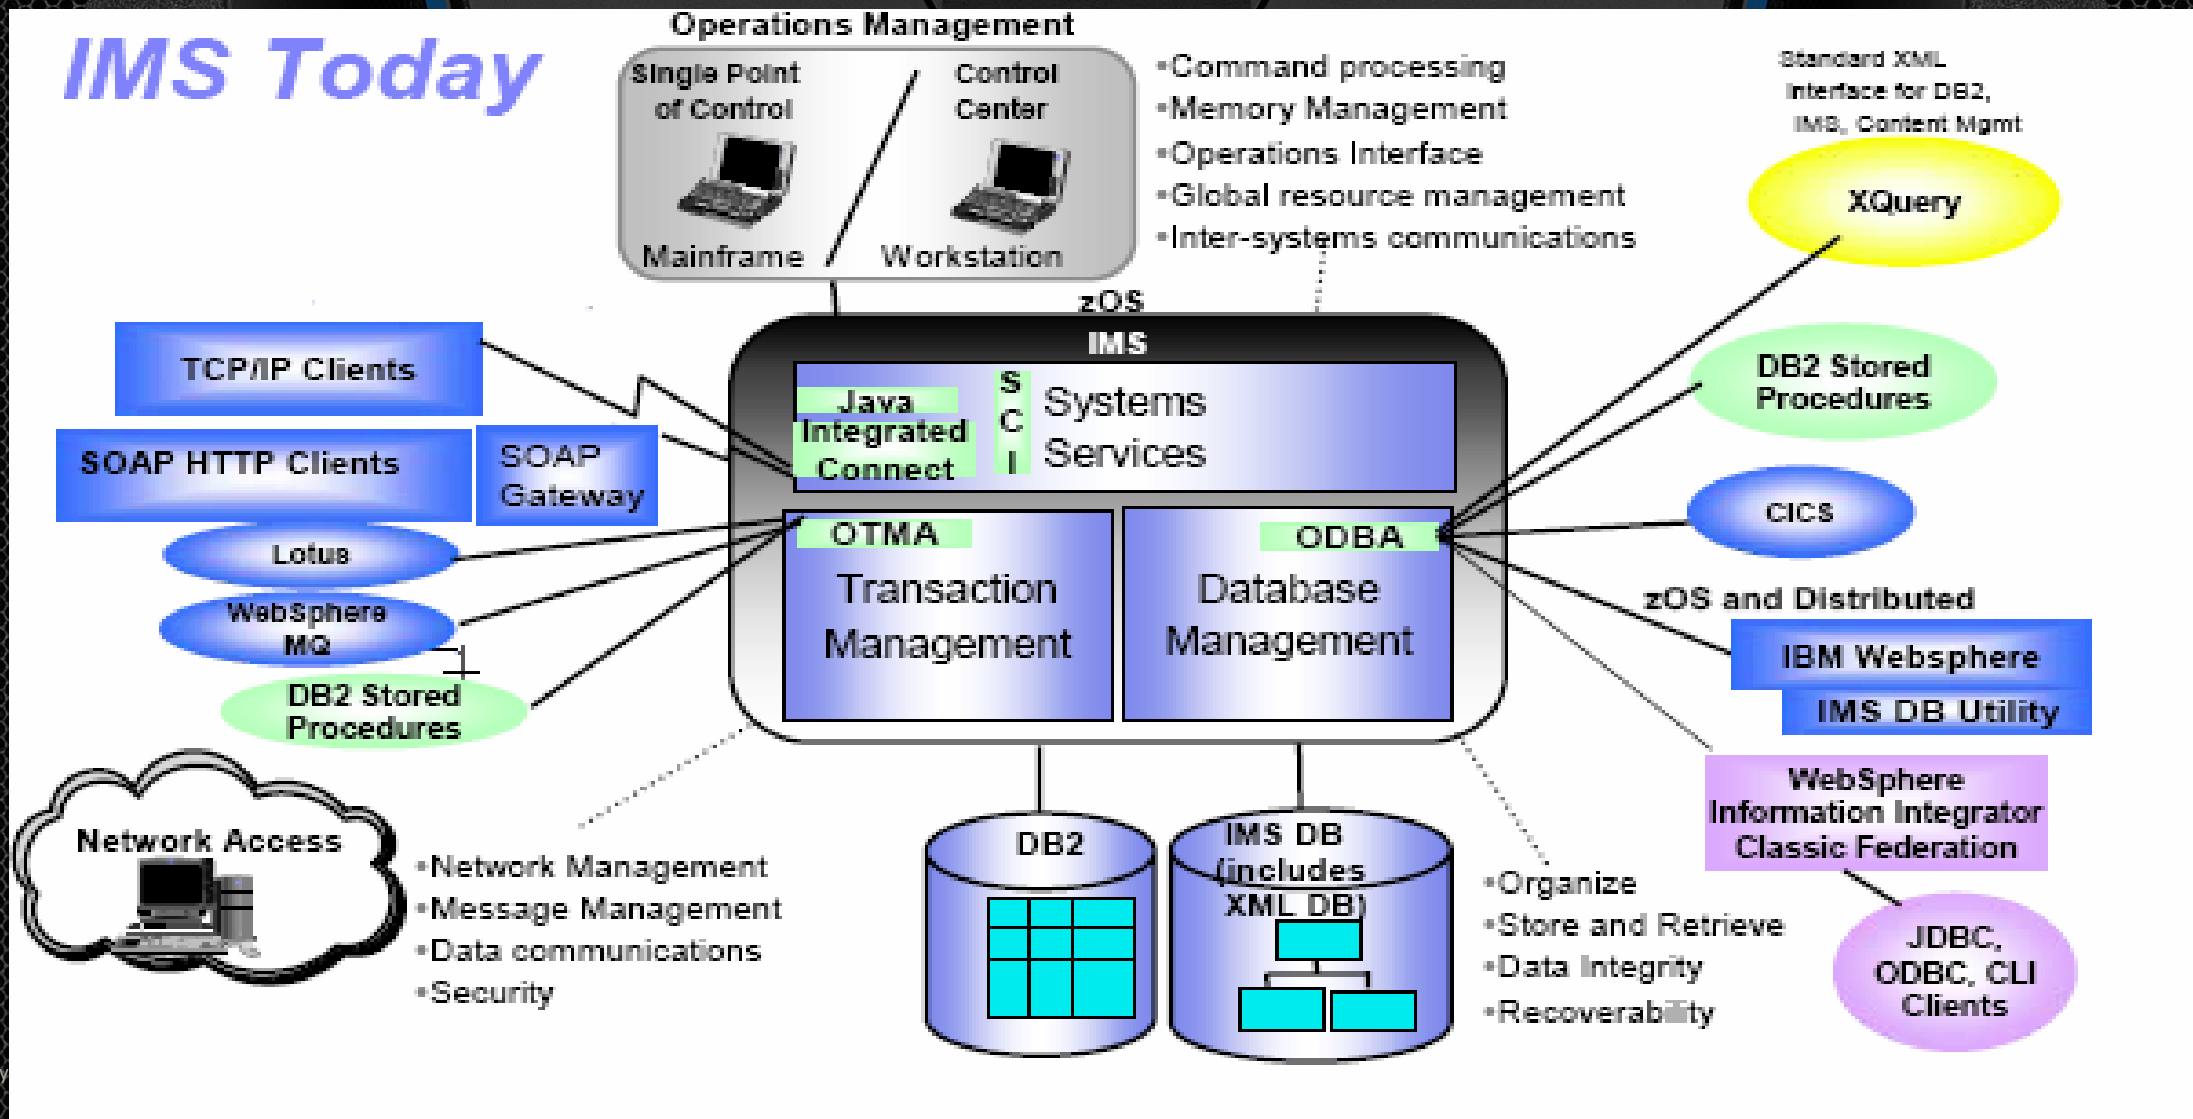 IMS Today
Operations Management
Single Point
of Control
Mainframe
Control
Center
Workstation
•Command processing
•Memory Management
•Operations Interface
•Global resource management
•Inter-systems communications
Standard XML
Interface for DB2,
IMS, Content Mgmt
XQuery
zOS
IMS
TCP/IP Clients
SOAP HTTP Clients
SOAP
Gateway
Lotus
WebSphere
MQ
DB2 Stored
Procedures
Java
Integrated
Connect
S
C
I
Systems
Services
OTMA
Transaction
Management
ODBA
Database
Management
DB2 Stored
Procedures
CICS
zOS and Distributed
IBM Websphere
IMS DB Utility
WebSphere
Information Integrator
Classic Federation
JDBC,
ODBC, CLI
Clients
Network Access
•Network Management
•Message Management
•Data communications
•Security
DB2
IMS DB
(includes
XML DB)
•Organize
•Store and Retrieve
•Data Integrity
•Recoverability